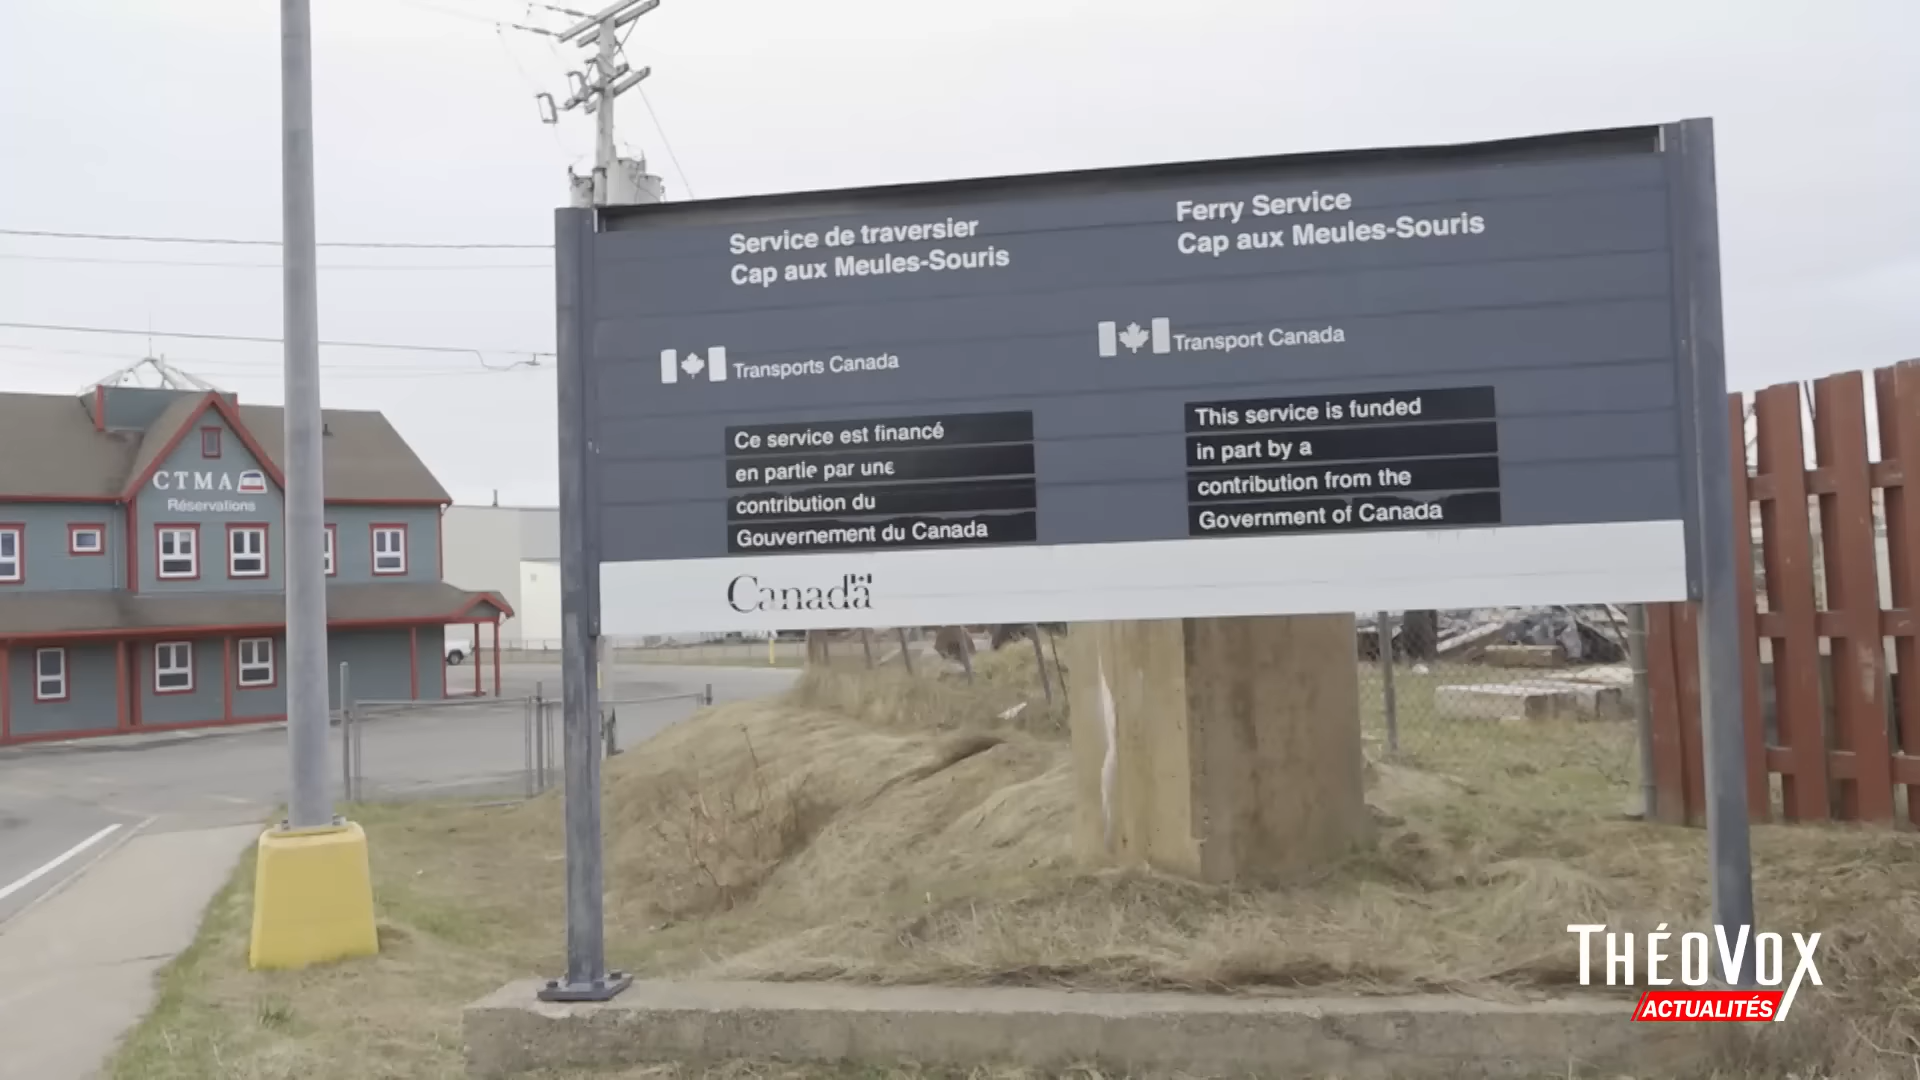 Service de traversier
Cap aux Meules-Souris
Transports Canada
Ce service est financé
en partie par une
contribution du
Gouvernement du Canada
Canada
Ferry Service
Cap aux Meules-Souris
Transport Canada
This service is funded
in part by a
contribution from the
Government of Canada
CTMA
Réservations
THÉOVOX
ACTUALITÉS